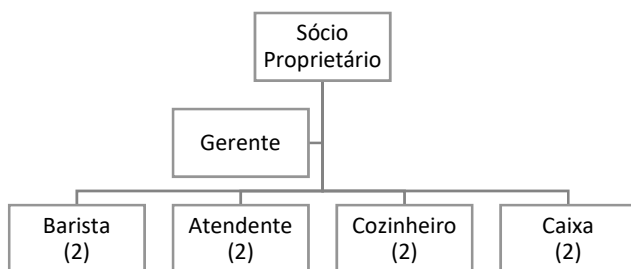 Sócio
Proprietário
Gerente
Barista
(2)
Atendente
(2)
Cozinheiro
(2)
Caixa
(2)